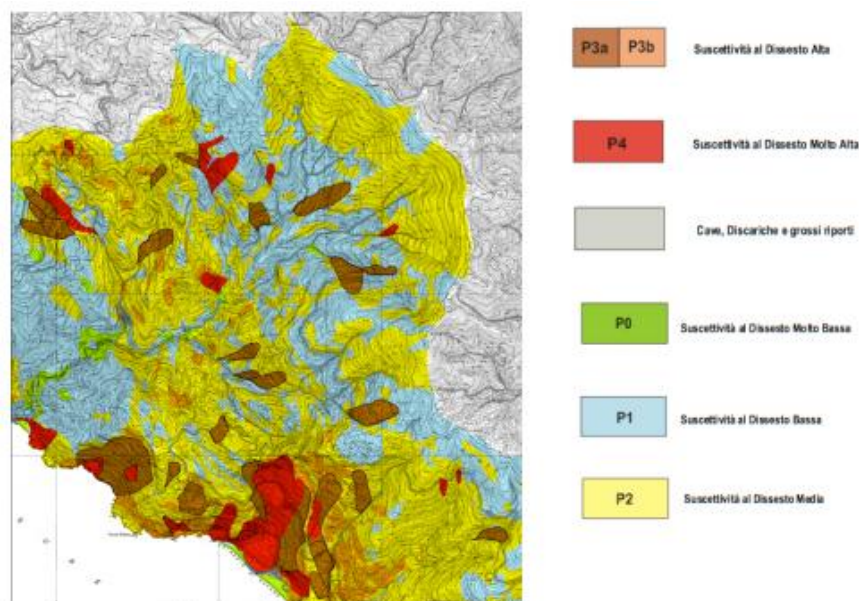 P3a P3b Suscettività al Dissesto Alta
P4 Suscettività al Dissesto Molto Alta
Cave, Discariche e grossi riporti
P0 Suscettività al Dissesto Molto Bassa
P1 Suscettività al Dissesto Bassa
P2 Suscettività al Dissesto Media